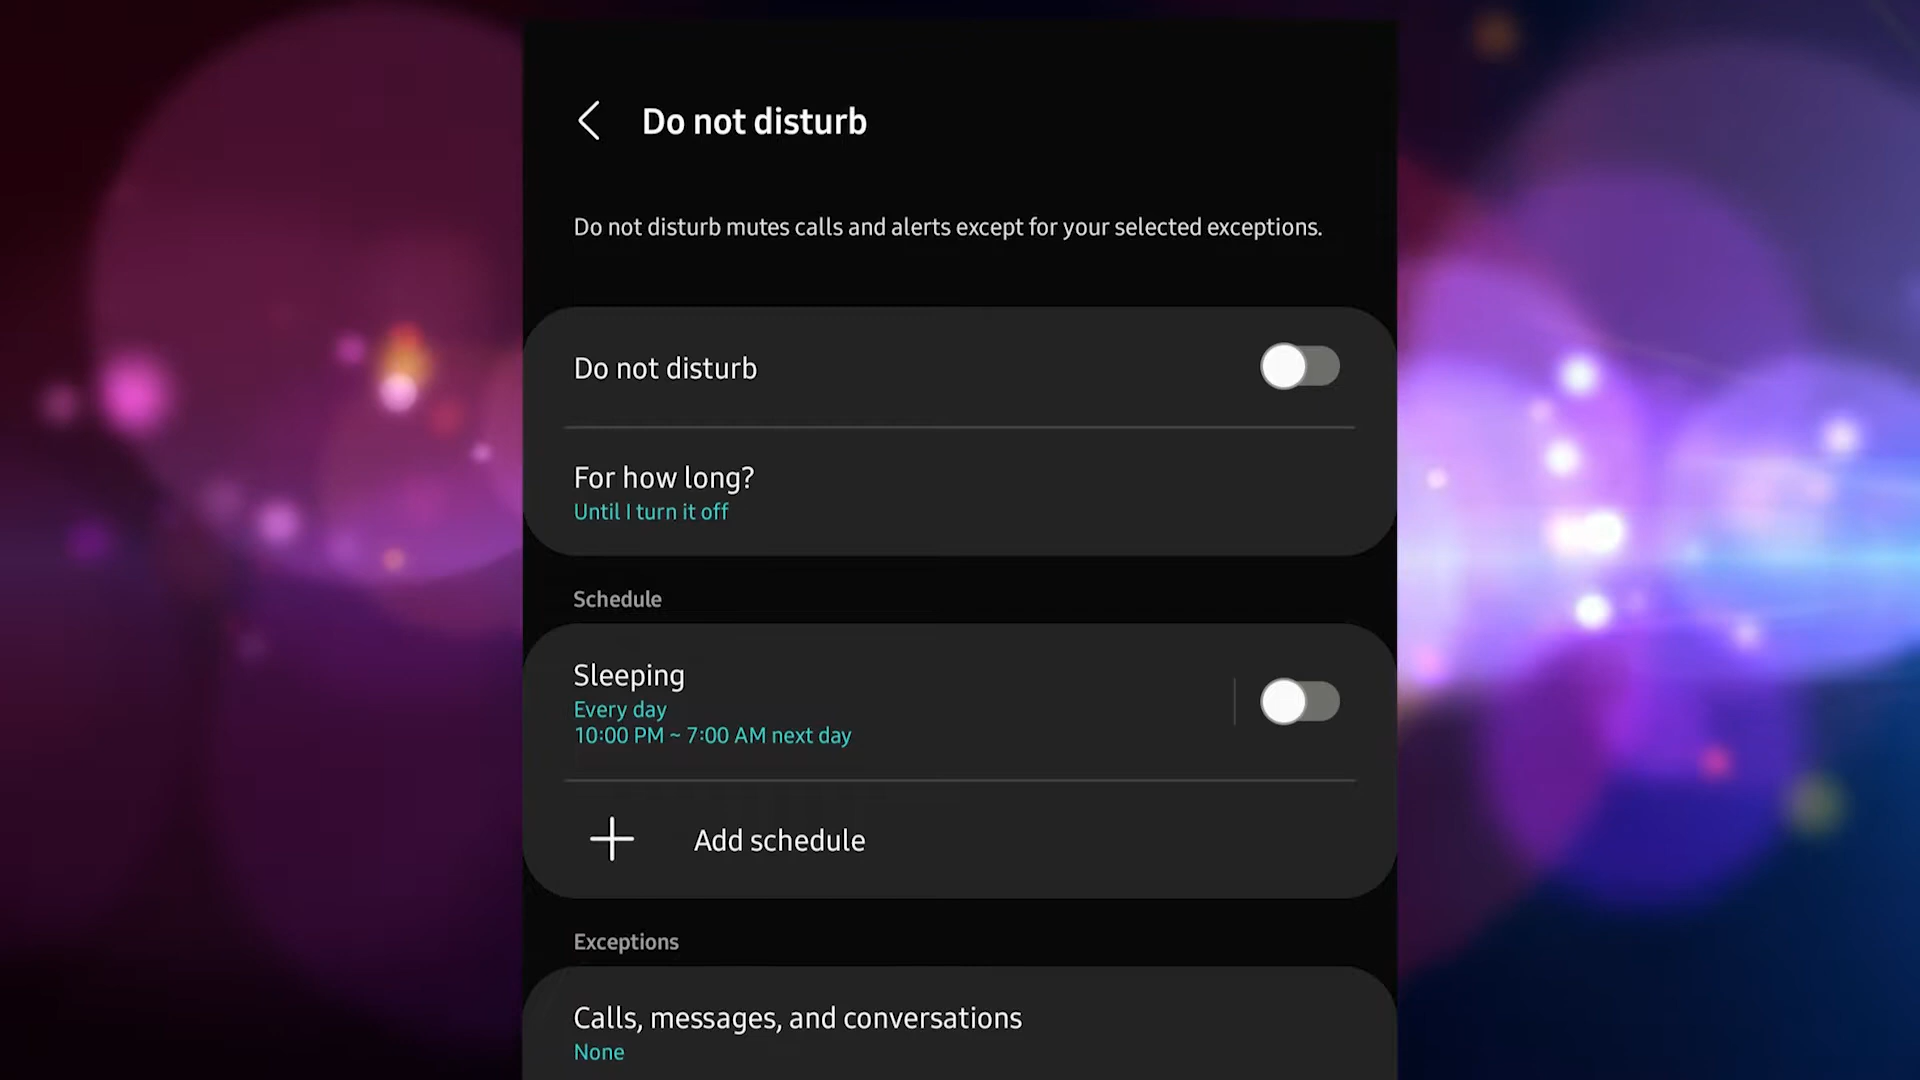 Do not disturb
Do not disturb mutes calls and alerts except for your selected exceptions.
Do not disturb
For how long?
Until I turn it off
Schedule
Sleeping
Every day
10:00 PM ~ 7:00 AM next day
Add schedule
Exceptions
Calls, messages, and conversations
None